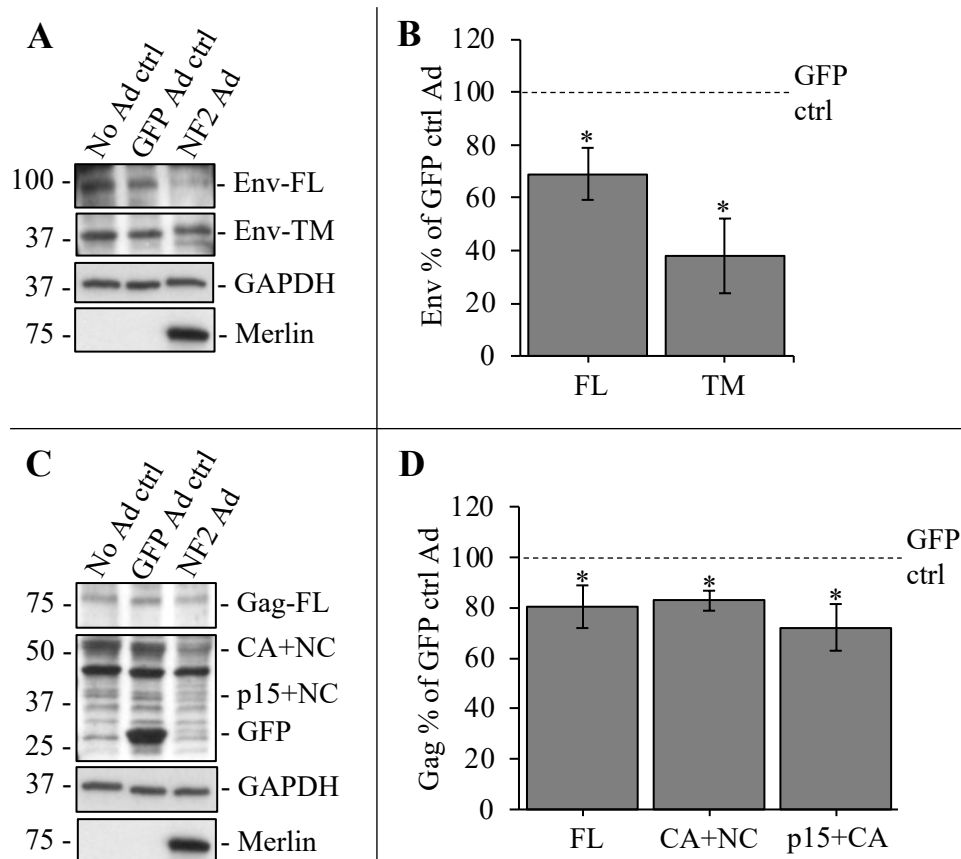 A
No Ad ctrl
GFP Ad ctrl
NF2 Ad
100 -
- Env-FL
37 -
- Env-TM
37 -
- GAPDH
75 -
- Merlin
B
Env % of GFP ctrl Ad
120
100
80
60
40
20
0
GFP
ctrl
*
*
FL
TM
C
No Ad ctrl
GFP Ad ctrl
NF2 Ad
75 -
- Gag-FL
50 -
- CA+NC
37 -
- p15+NC
- GFP
25 -
37 -
- GAPDH
75 -
- Merlin
D
Gag % of GFP ctrl Ad
120
100
80
60
40
20
0
GFP
ctrl
*
*
*
FL
CA+NC
p15+CA